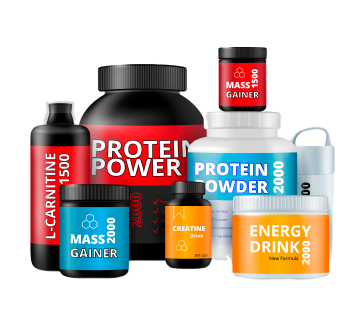 MASS
GAINER
1500
PROTEIN
POWER
2000
L-CARNITINE
1500
PROTEIN
POWDER
2000
MASS
GAINER
2000
CREATINE
Drive
ENERGY
DRINK
2000
New Formula